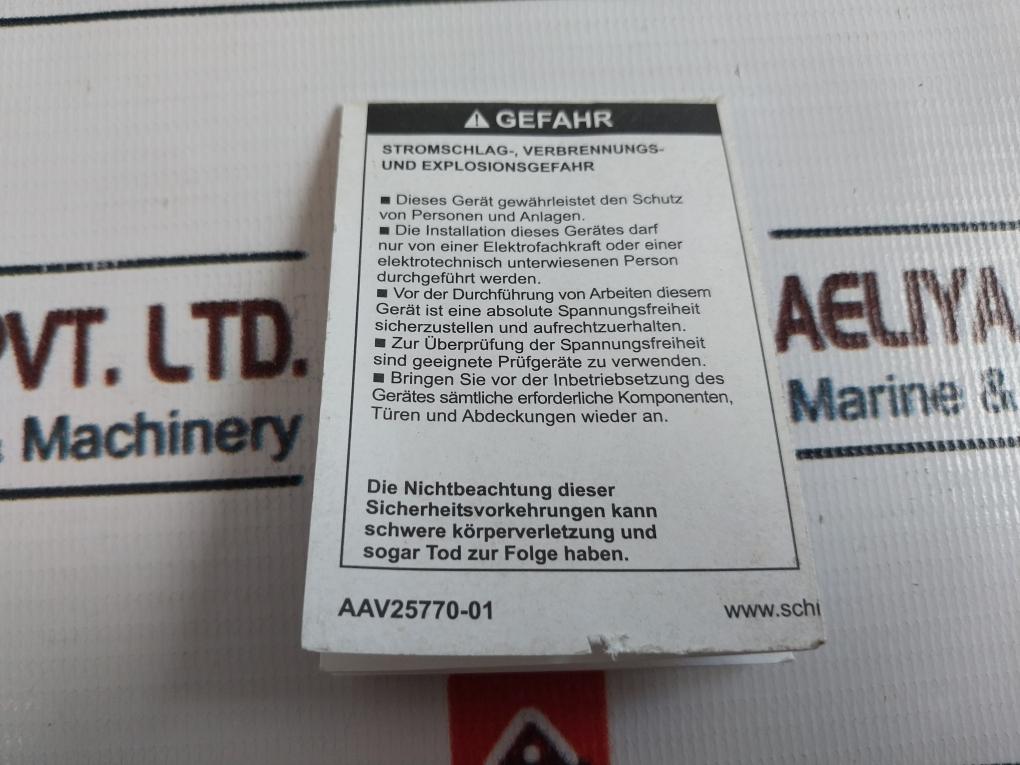 GEFAHR
STROMSCHLAG-, VERBRENNUNGS-
UND EXPLOSIONSGEFAHR
■ Dieses Gerät gewährleistet den Schutz
von Personen und Anlagen.
■ Die Installation dieses Gerätes darf
nur von einer Elektrofachkraft oder einer
elektrotechnisch unterwiesenen Person
durchgeführt werden.
■ Vor der Durchführung von Arbeiten diesem
Gerät ist eine absolute Spannungsfreiheit
sicherzustellen und aufrechtzuerhalten.
■ Zur Überprüfung der Spannungsfreiheit
sind geeignete Prüfgeräte zu verwenden.
■ Bringen Sie vor der Inbetriebsetzung des
Gerätes sämtliche erforderliche Komponenten,
Türen und Abdeckungen wieder an.
Die Nichtbeachtung dieser
Sicherheitsvorkehrungen kann
schwere körperverletzung und
sogar Tod zur Folge haben.
AAV25770-01
www.schi
PVT. LTD.
& Machinery
AELIYA
Marine &